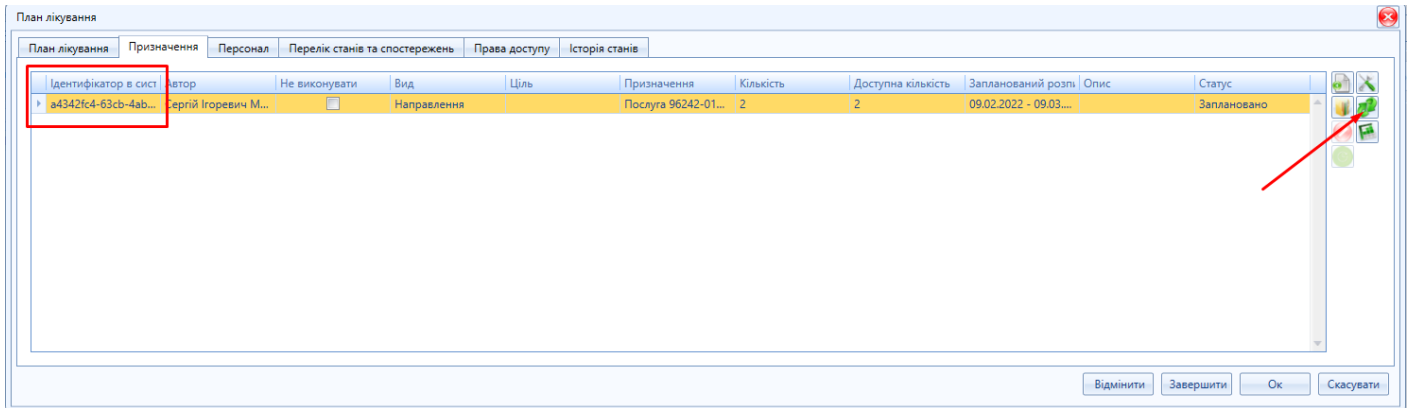 План лікування
План лікування Призначення Персонал Перелік станів та спостережень Права доступу Історія станів
Ідентифікатор в сист Автор Не виконувати Вид Ціль Призначення Кількість Доступна кількість Запланований розпи Опис Статус
a4342fc4-63cb-4ab... Сергій Ігоревич М... Направлення Послуга 96242-01... 2 2 09.02.2022 - 09.03.... Заплановано
Відмінити Завершити Ок Скасувати